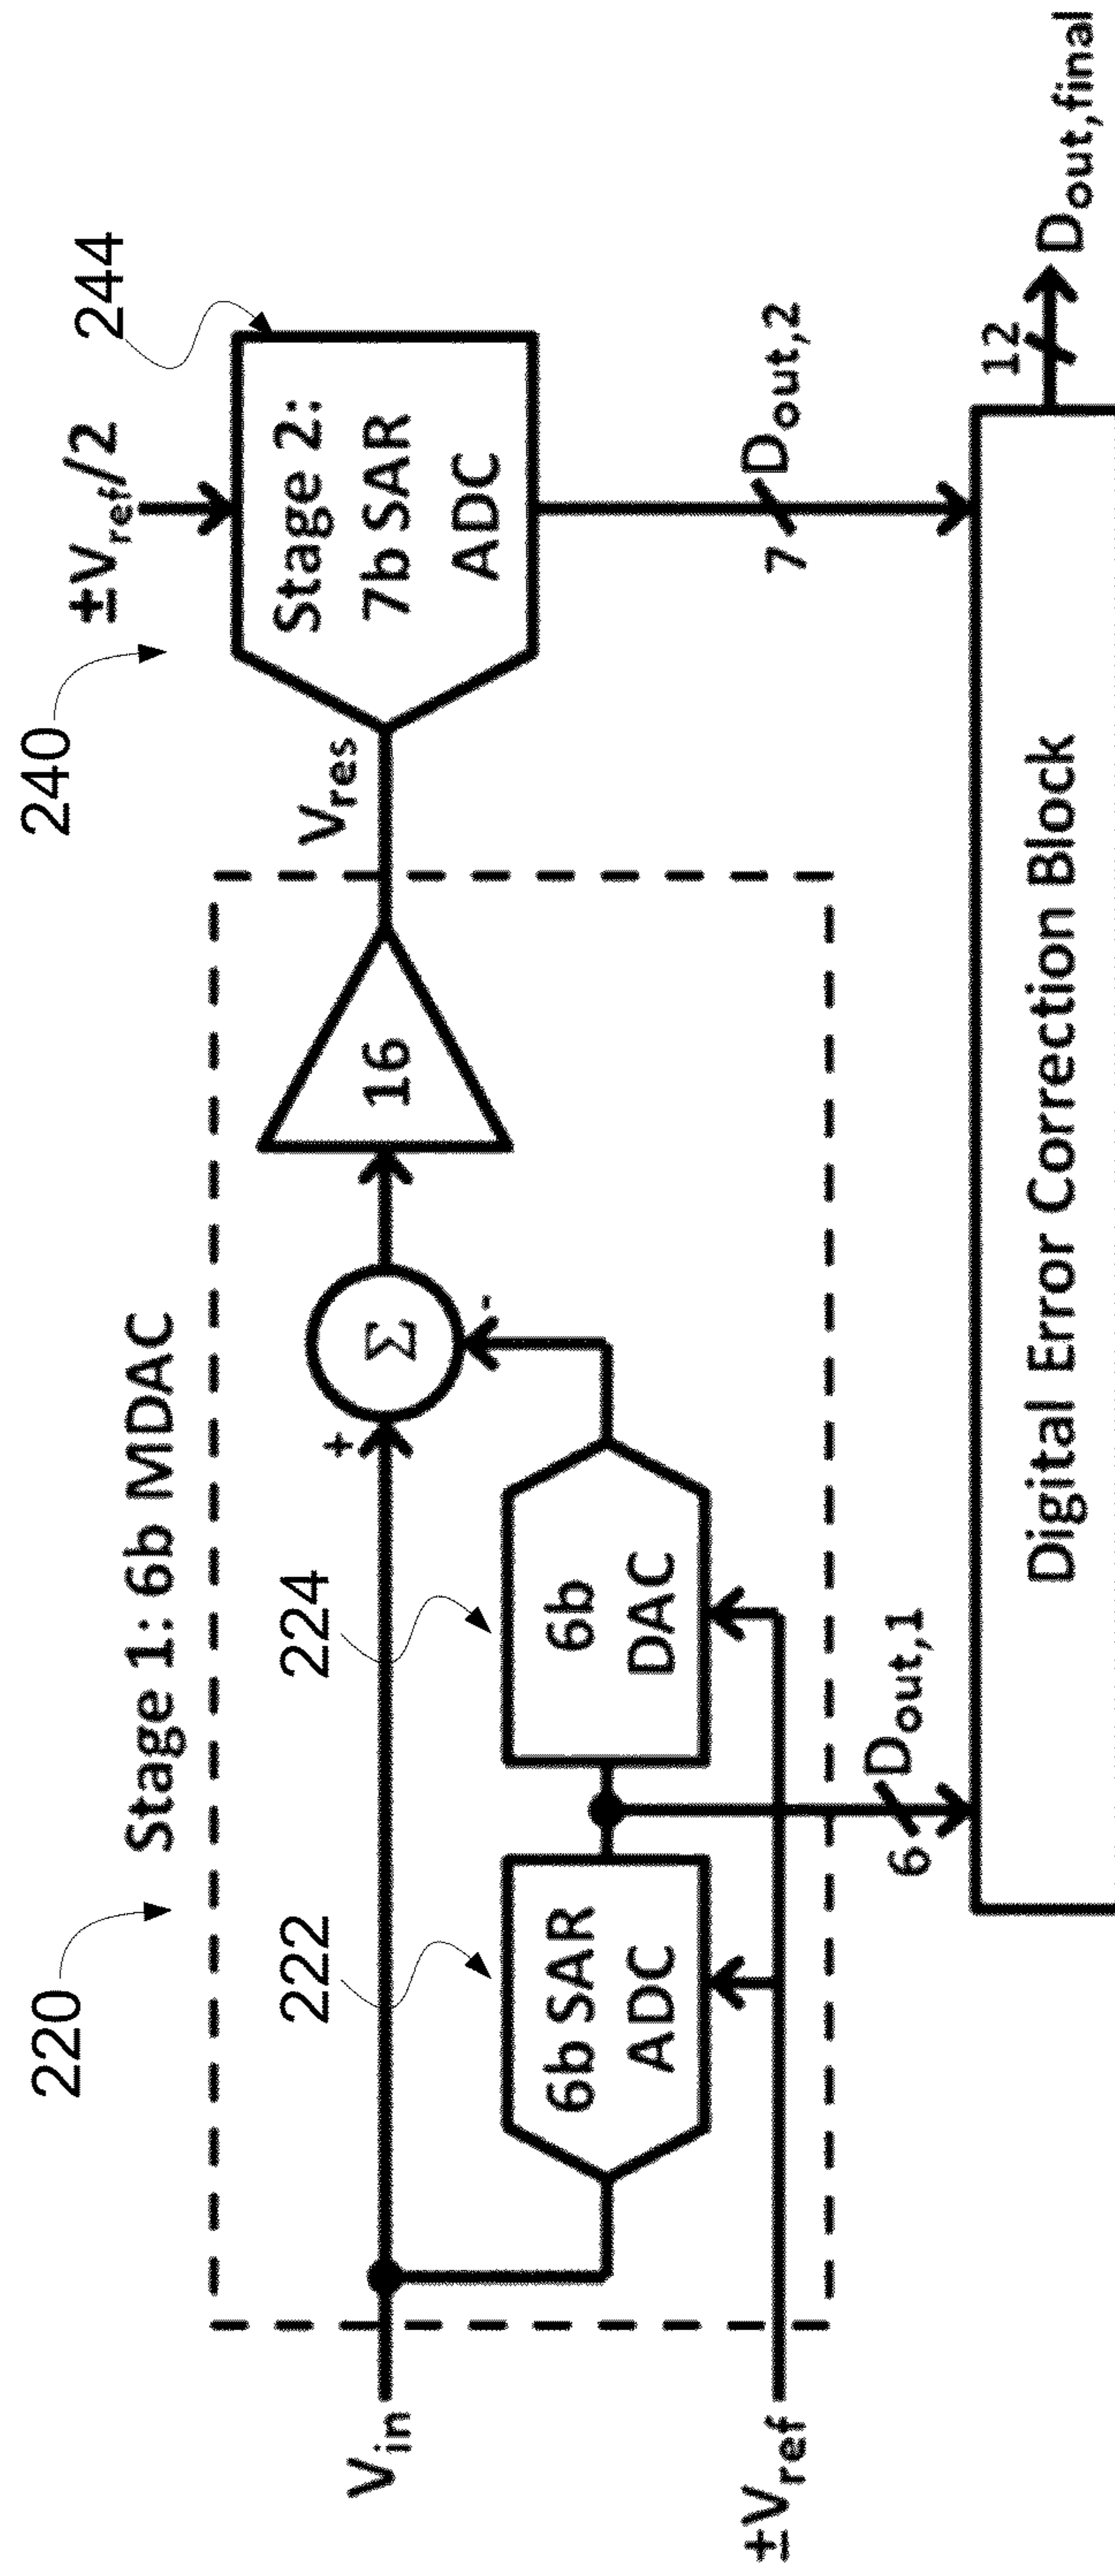 220
Stage 1: 6b MDAC
240
±Vref/2
244
Vin
+
Σ
-
16
Vres
Stage 2:
7b SAR
ADC
222
6b SAR
ADC
224
6b
DAC
±Vref
6
Dout,1
7
Dout,2
Digital Error Correction Block
12
Dout,final